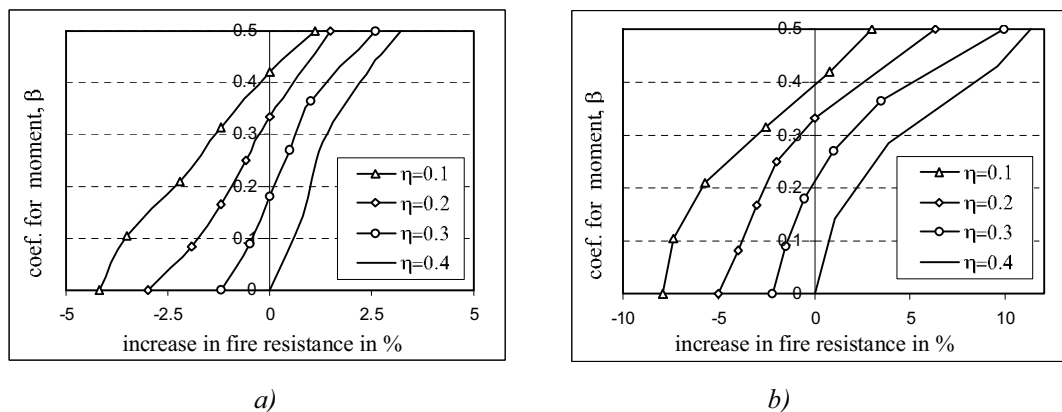 0.5
0.4
0.3
0.2
0.1
0
-5 -2.5 0 2.5 5
coef. for moment, β
increase in fire resistance in %
η=0.1
η=0.2
η=0.3
η=0.4
a)
0.5
0.4
0.3
0.2
0.1
0
-10 -5 0 5 10
coef. for moment, β
increase in fire resistance in %
η=0.1
η=0.2
η=0.3
η=0.4
b)